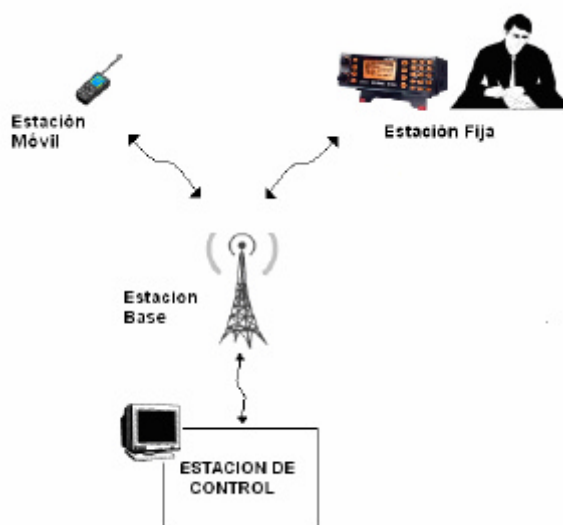 Estación
Móvil
Estación Fija
Estacion
Base
ESTACION DE
CONTROL